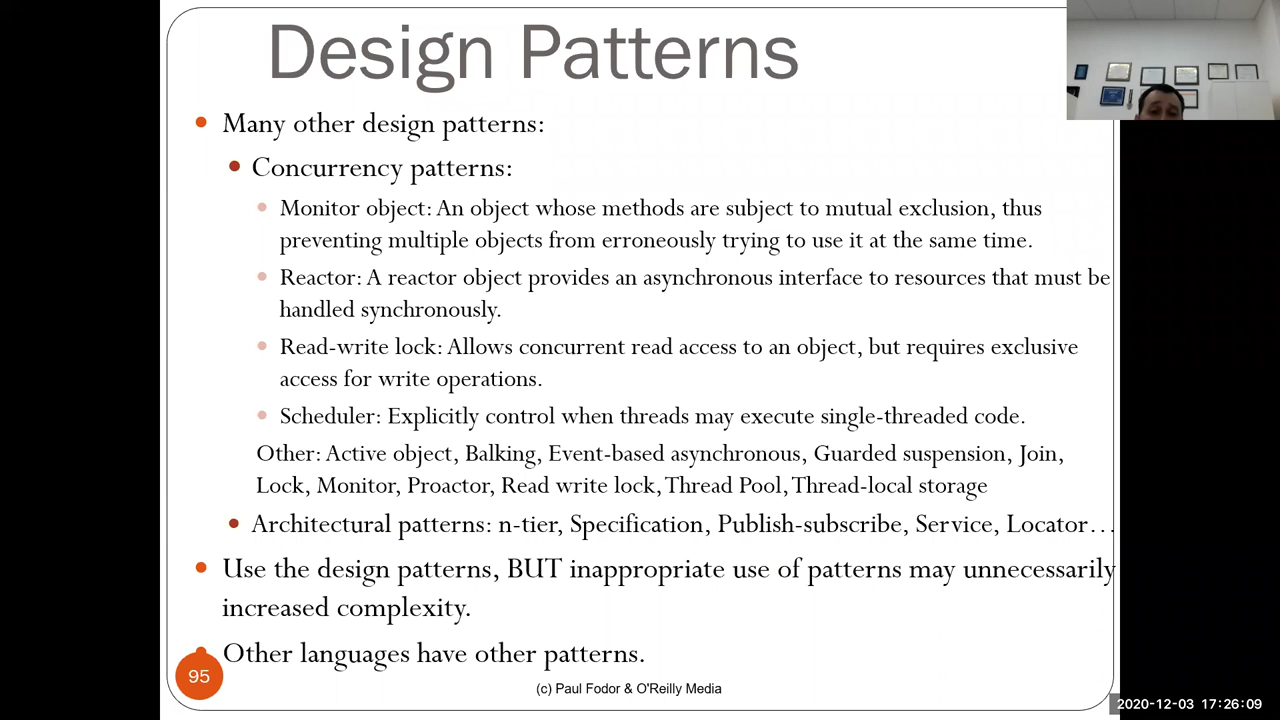 Design Patterns
Many other design patterns:
Concurrency patterns:
Monitor object: An object whose methods are subject to mutual exclusion, thus
preventing multiple objects from erroneously trying to use it at the same time.
Reactor: A reactor object provides an asynchronous interface to resources that must be
handled synchronously.
Read-write lock: Allows concurrent read access to an object, but requires exclusive
access for write operations.
Scheduler: Explicitly control when threads may execute single-threaded code.
Other: Active object, Balking, Event-based asynchronous, Guarded suspension, Join,
Lock, Monitor, Proactor, Read write lock, Thread Pool, Thread-local storage
Architectural patterns: n-tier, Specification, Publish-subscribe, Service, Locator…
Use the design patterns, BUT inappropriate use of patterns may unnecessarily
increased complexity.
Other languages have other patterns.
95
(c) Paul Fodor & O'Reilly Media
2020-12-03 17:26:09